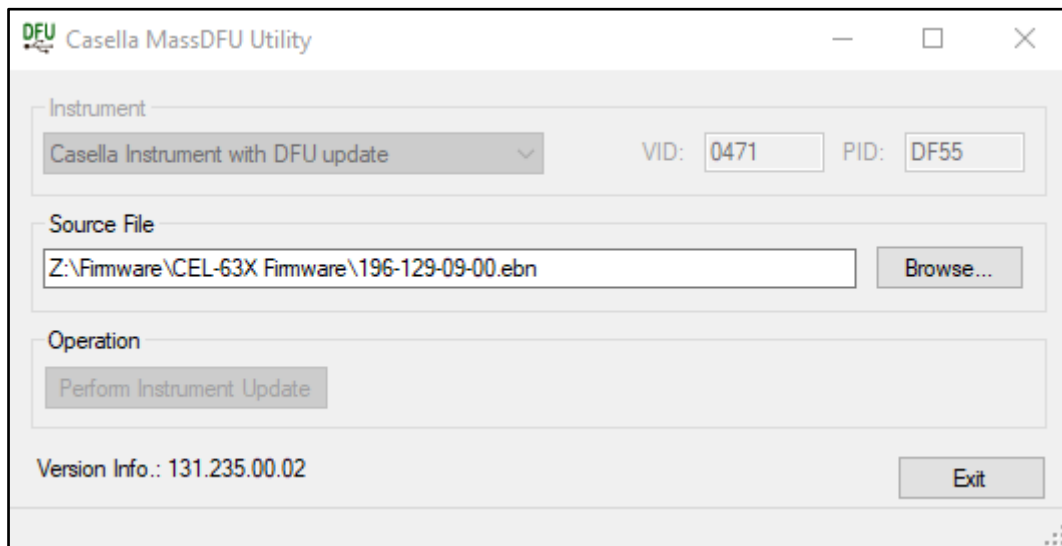 DFU Casella MassDFU Utility
Instrument
Casella Instrument with DFU update VID: 0471 PID: DF55
Source File
Z:\Firmware\CEL-63X Firmware\196-129-09-00.ebn Browse...
Operation
Perform Instrument Update
Version Info.: 131.235.00.02
Exit